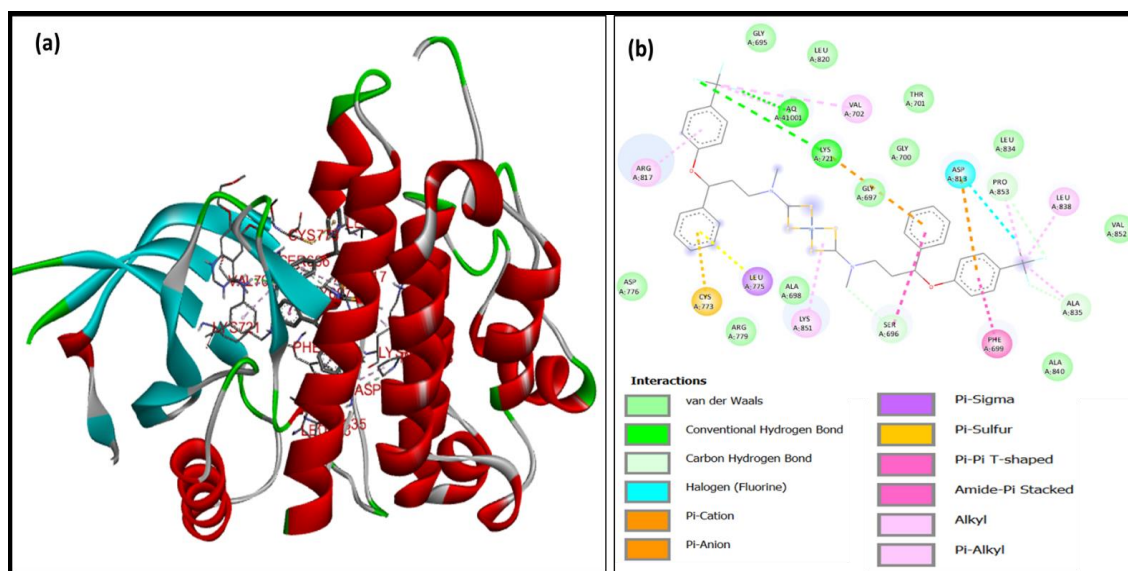 (a)
CYS77
VAL70
LYS721
PHE
LYS
ASP
(b)
GLY
A:695
LEU
A:820
THR
A:701
AQ
A1001
VAL
A:702
LYS
A:721
GLY
A:700
LEU
A:834
ASP
A:813
PRO
A:853
LEU
A:838
ARG
A:817
GLY
A:697
VAL
A:852
ASP
A:776
LEU
A:775
ALA
A:698
CYS
A:773
LYS
A:851
ARG
A:779
SER
A:696
PHE
A:699
ALA
A:835
ALA
A:840
Interactions
van der Waals
Conventional Hydrogen Bond
Carbon Hydrogen Bond
Halogen (Fluorine)
Pi-Cation
Pi-Anion
Pi-Sigma
Pi-Sulfur
Pi-Pi T-shaped
Amide-Pi Stacked
Alkyl
Pi-Alkyl